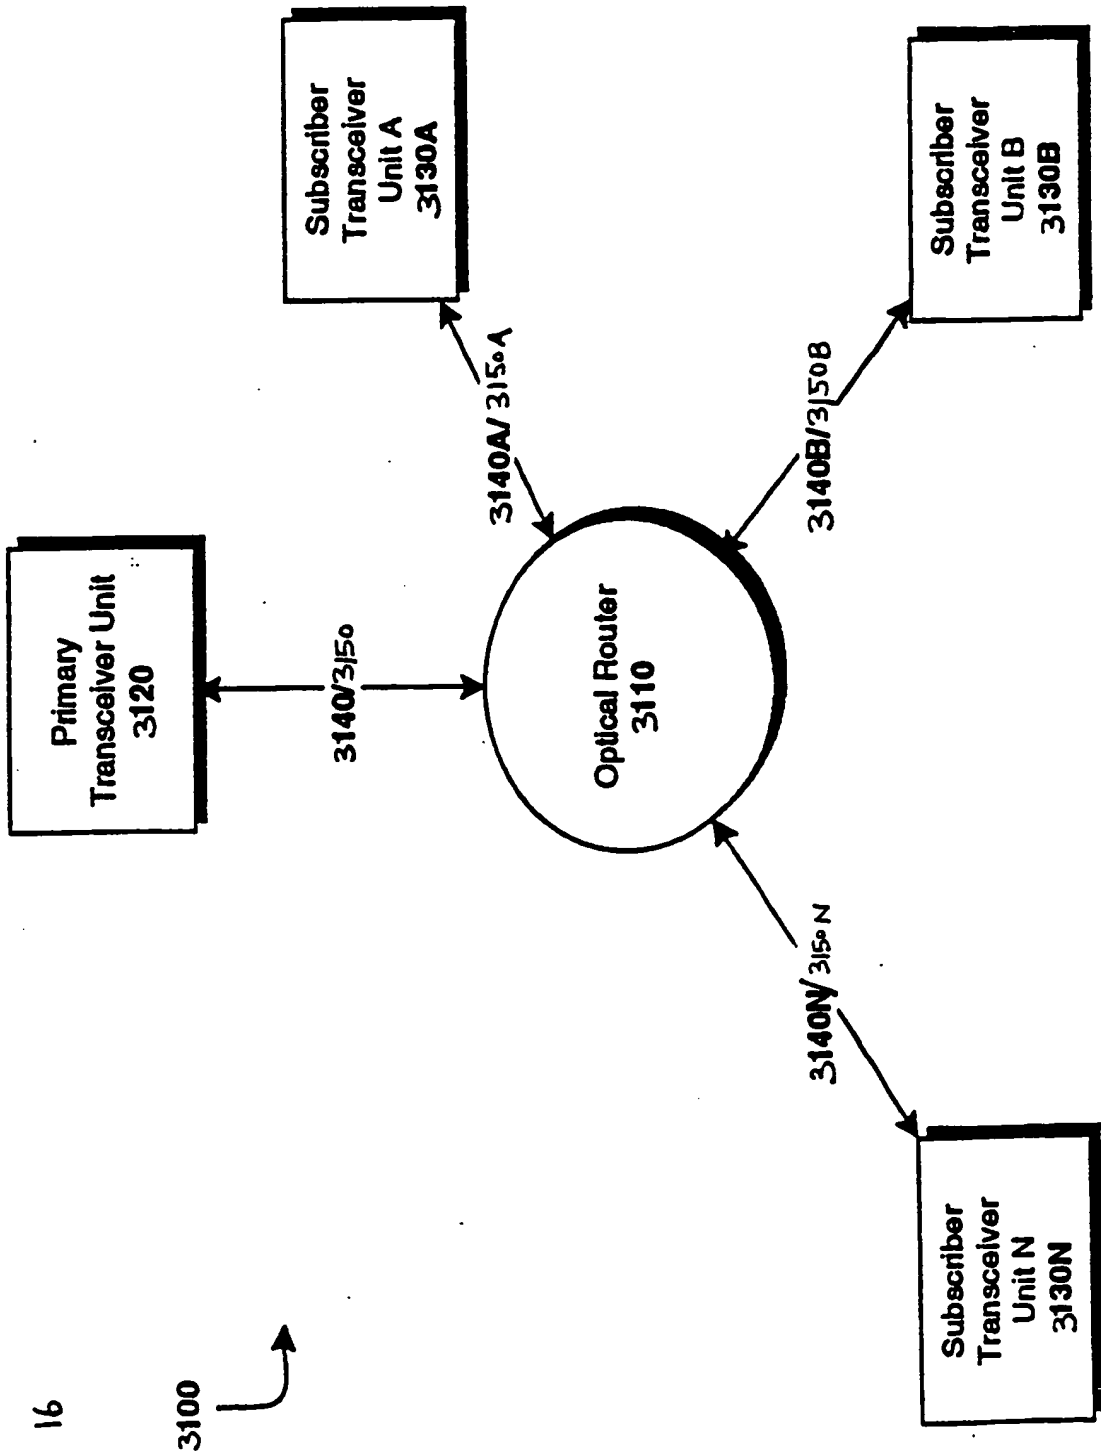 16
3100
Primary
Transceiver Unit
3120
3140/3150
Subscriber
Transceiver
Unit A
3130A
3140A/3150A
Optical Router
3110
3140B/3150B
Subscriber
Transceiver
Unit B
3130B
3140N/3150N
Subscriber
Transceiver
Unit N
3130N